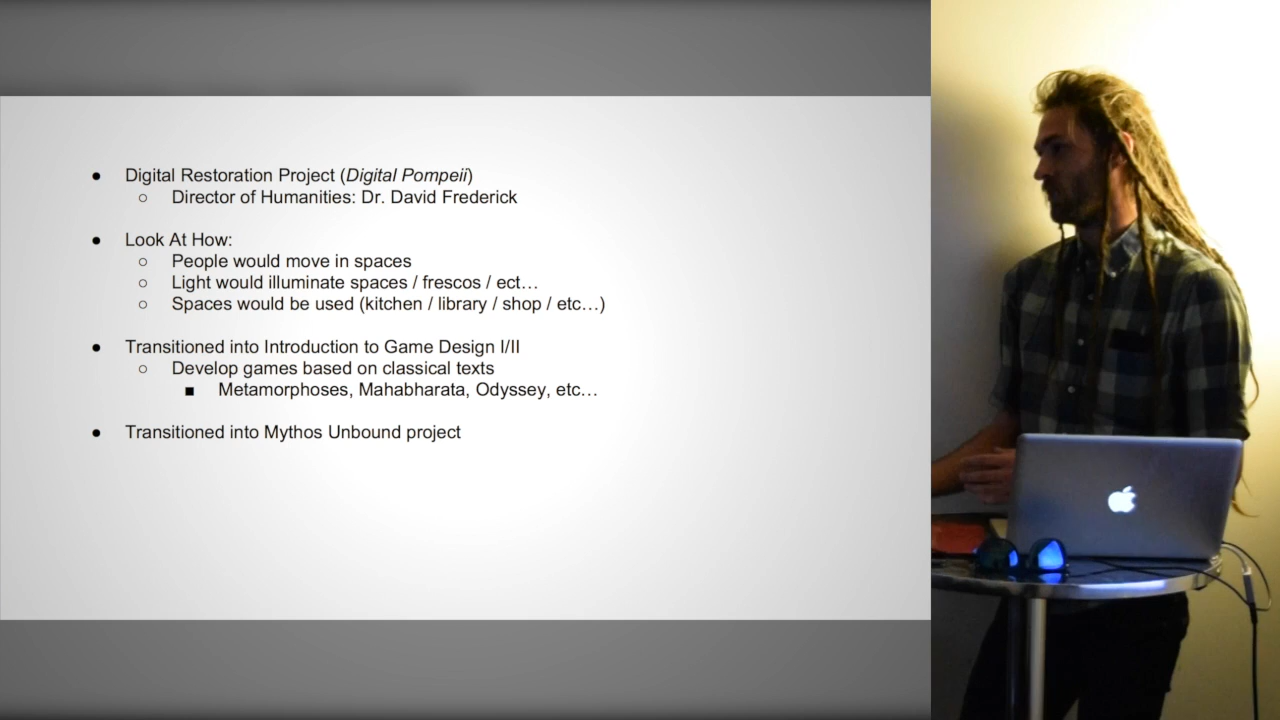 ● Digital Restoration Project (Digital Pompeii)
○ Director of Humanities: Dr. David Frederick
● Look At How:
○ People would move in spaces
○ Light would illuminate spaces / frescos / ect…
○ Spaces would be used (kitchen / library / shop / etc…)
● Transitioned into Introduction to Game Design I/II
○ Develop games based on classical texts
■ Metamorphoses, Mahabharata, Odyssey, etc…
● Transitioned into Mythos Unbound project